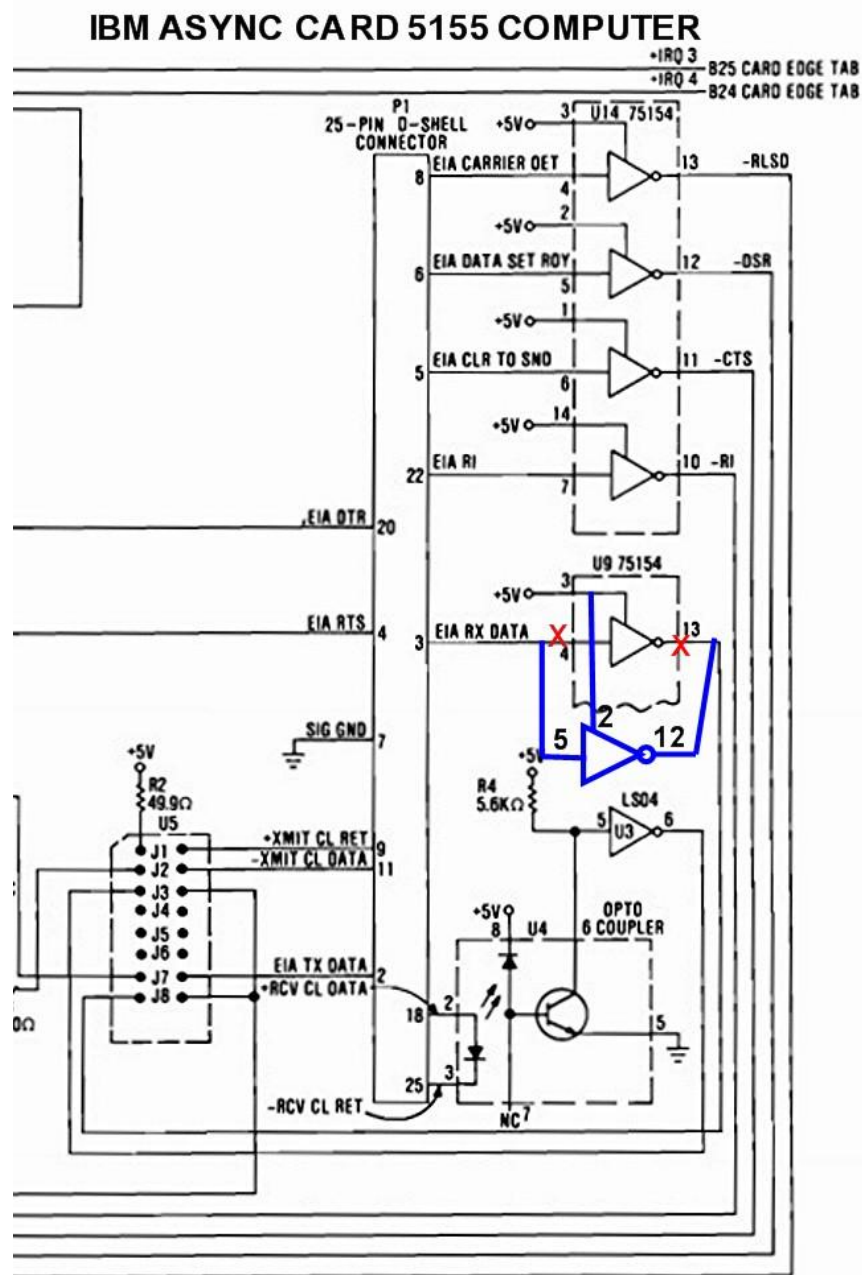 IBM ASYNC CARD 5155 COMPUTER
+IRQ 3
B25 CARD EDGE TAB
+IRQ 4
B24 CARD EDGE TAB
P1
25-PIN D-SHELL
CONNECTOR
+5V
3
U14 75154
8
EIA CARRIER DET
4
13
-RLSD
+5V
2
6
EIA DATA SET RDY
5
12
-DSR
+5V
1
5
EIA CLR TO SND
6
11
-CTS
+5V
14
22
EIA RI
7
10
-RI
EIA DTR
20
U9 75154
+5V
3
EIA RTS
4
3
EIA RX DATA
X
4
13
X
SIG GND
7
5
2
12
+5V
R2
49.9Ω
U5
+5V
R4
5.6KΩ
LS04
5
U3
6
J1
+XMIT CL RET
9
J2
-XMIT CL DATA
11
J3
J4
J5
J6
J7
EIA TX DATA
2
J8
+RCV CL DATA
+5V
8
U4
OPTO
6 COUPLER
18
2
5
0Ω
25
3
-RCV CL RET
NC 7